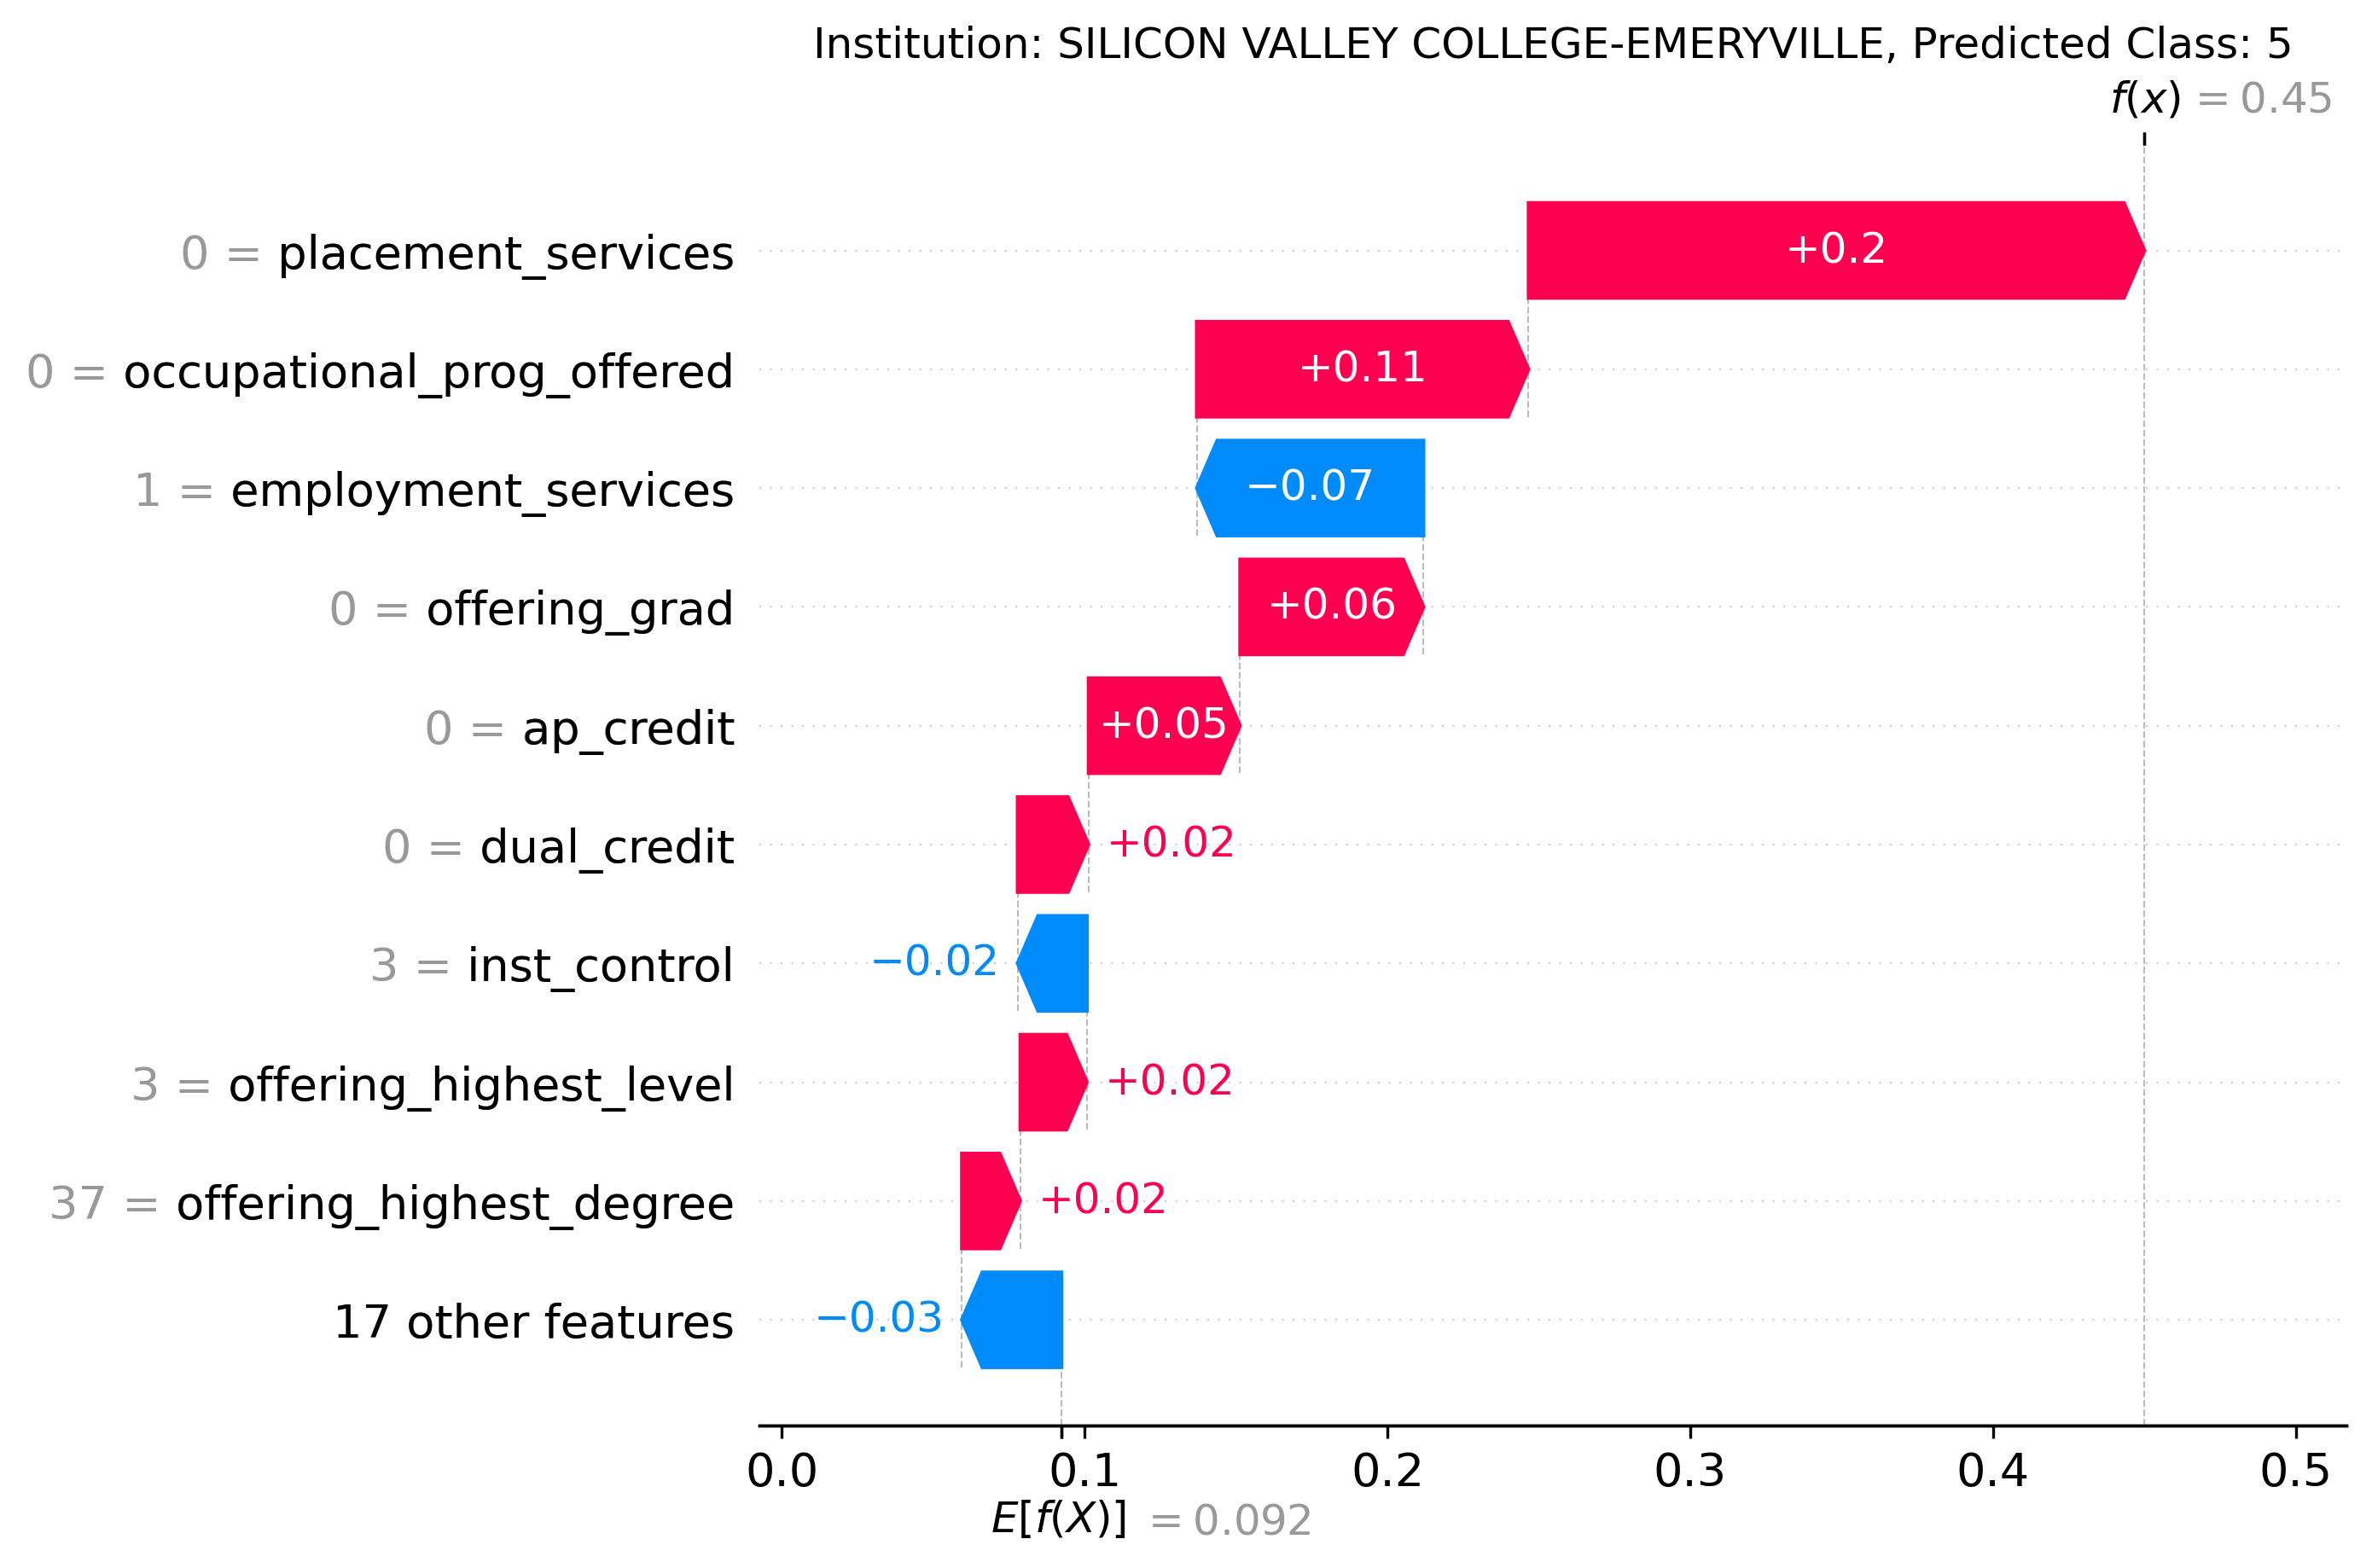 Institution: SILICON VALLEY COLLEGE-EMERYVILLE, Predicted Class: 5
f(x) = 0.45
0 = placement_services +0.2
0 = occupational_prog_offered +0.11
1 = employment_services −0.07
0 = offering_grad +0.06
0 = ap_credit +0.05
0 = dual_credit +0.02
3 = inst_control −0.02
3 = offering_highest_level +0.02
37 = offering_highest_degree +0.02
17 other features −0.03
0.0 0.1 0.2 0.3 0.4 0.5
E[f(X)] = 0.092